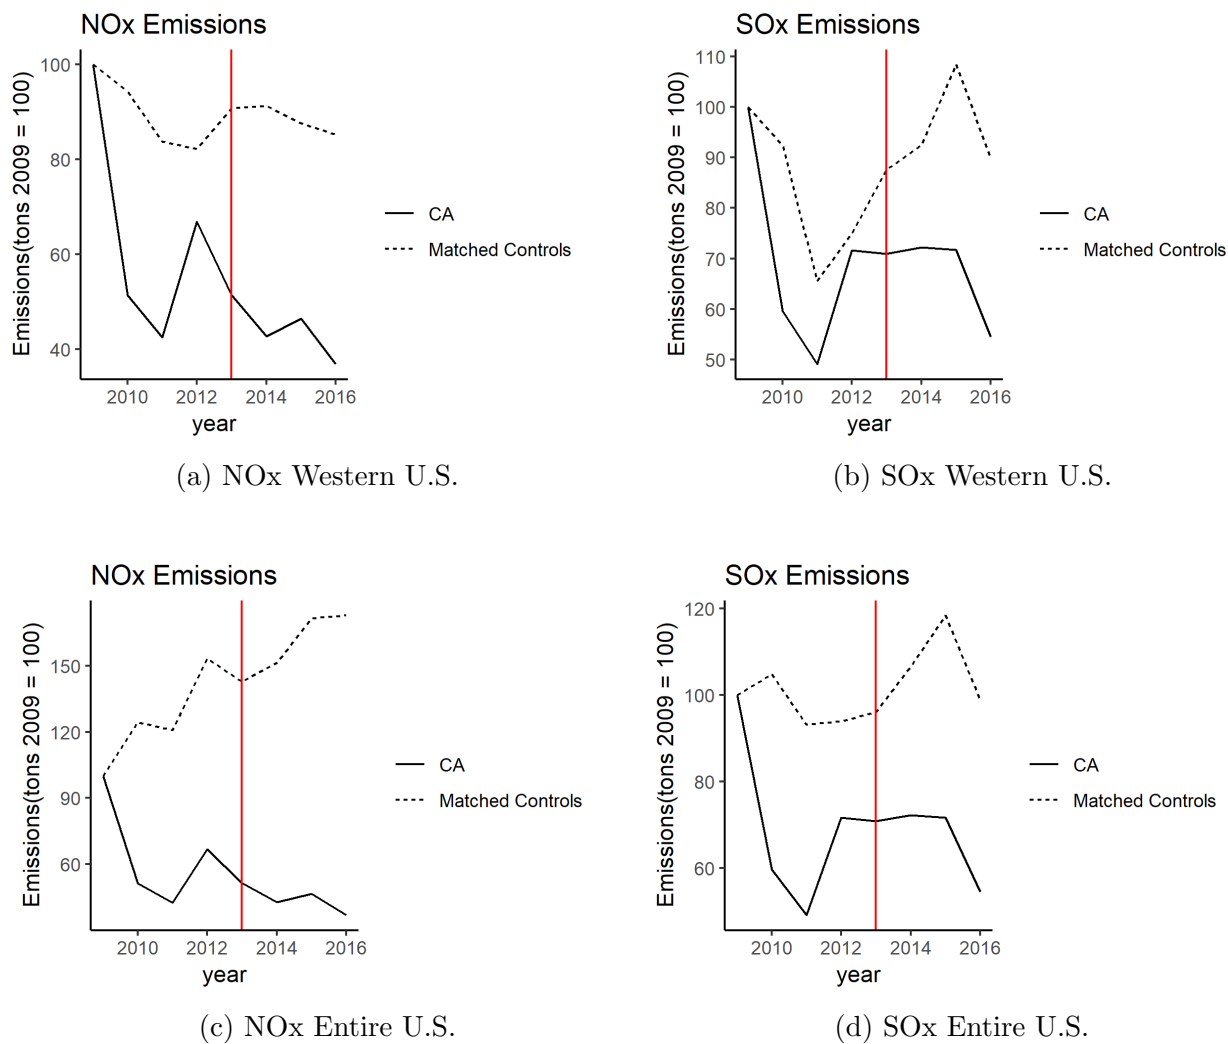 NOx Emissions
Emissions(tons 2009 = 100)
100
80
60
40
2010 2012 2014 2016
year
CA
Matched Controls
(a) NOx Western U.S.
SOx Emissions
Emissions(tons 2009 = 100)
110
100
90
80
70
60
50
2010 2012 2014 2016
year
CA
Matched Controls
(b) SOx Western U.S.
NOx Emissions
Emissions(tons 2009 = 100)
150
120
90
60
2010 2012 2014 2016
year
CA
Matched Controls
(c) NOx Entire U.S.
SOx Emissions
Emissions(tons 2009 = 100)
120
100
80
60
2010 2012 2014 2016
year
CA
Matched Controls
(d) SOx Entire U.S.